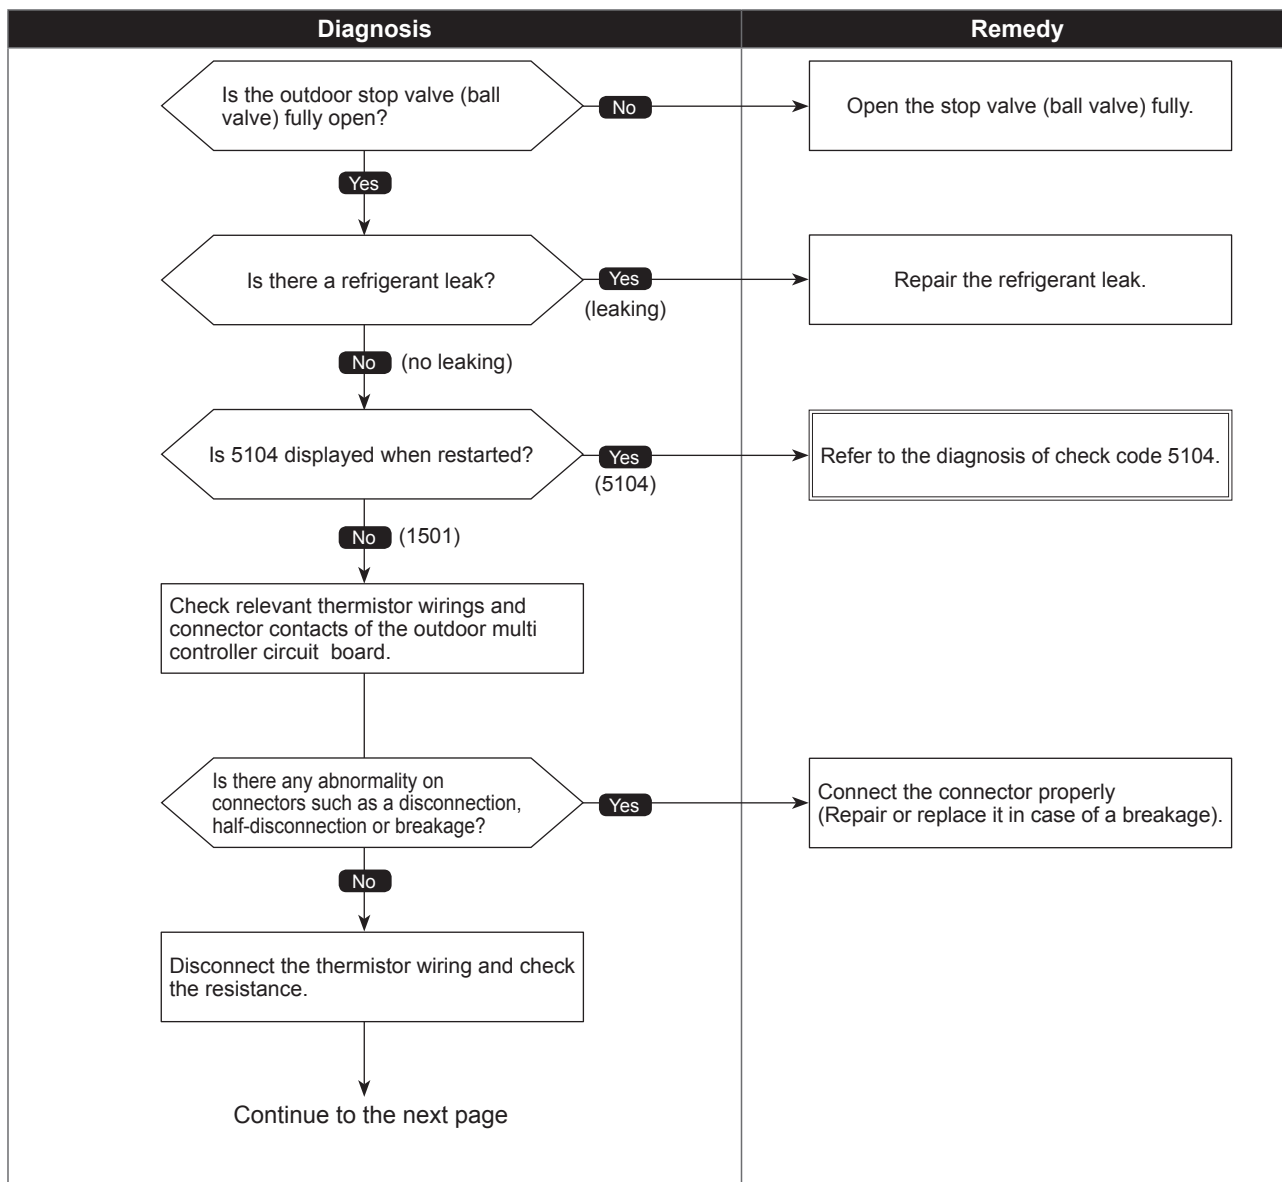 Diagnosis
Remedy
Is the outdoor stop valve (ball
valve) fully open?
No
Open the stop valve (ball valve) fully.
Yes
Is there a refrigerant leak?
Yes
(leaking)
Repair the refrigerant leak.
No (no leaking)
Is 5104 displayed when restarted?
Yes
(5104)
Refer to the diagnosis of check code 5104.
No (1501)
Check relevant thermistor wirings and
connector contacts of the outdoor multi
controller circuit board.
Is there any abnormality on
connectors such as a disconnection,
half-disconnection or breakage?
Yes
Connect the connector properly
(Repair or replace it in case of a breakage).
No
Disconnect the thermistor wiring and check
the resistance.
Continue to the next page